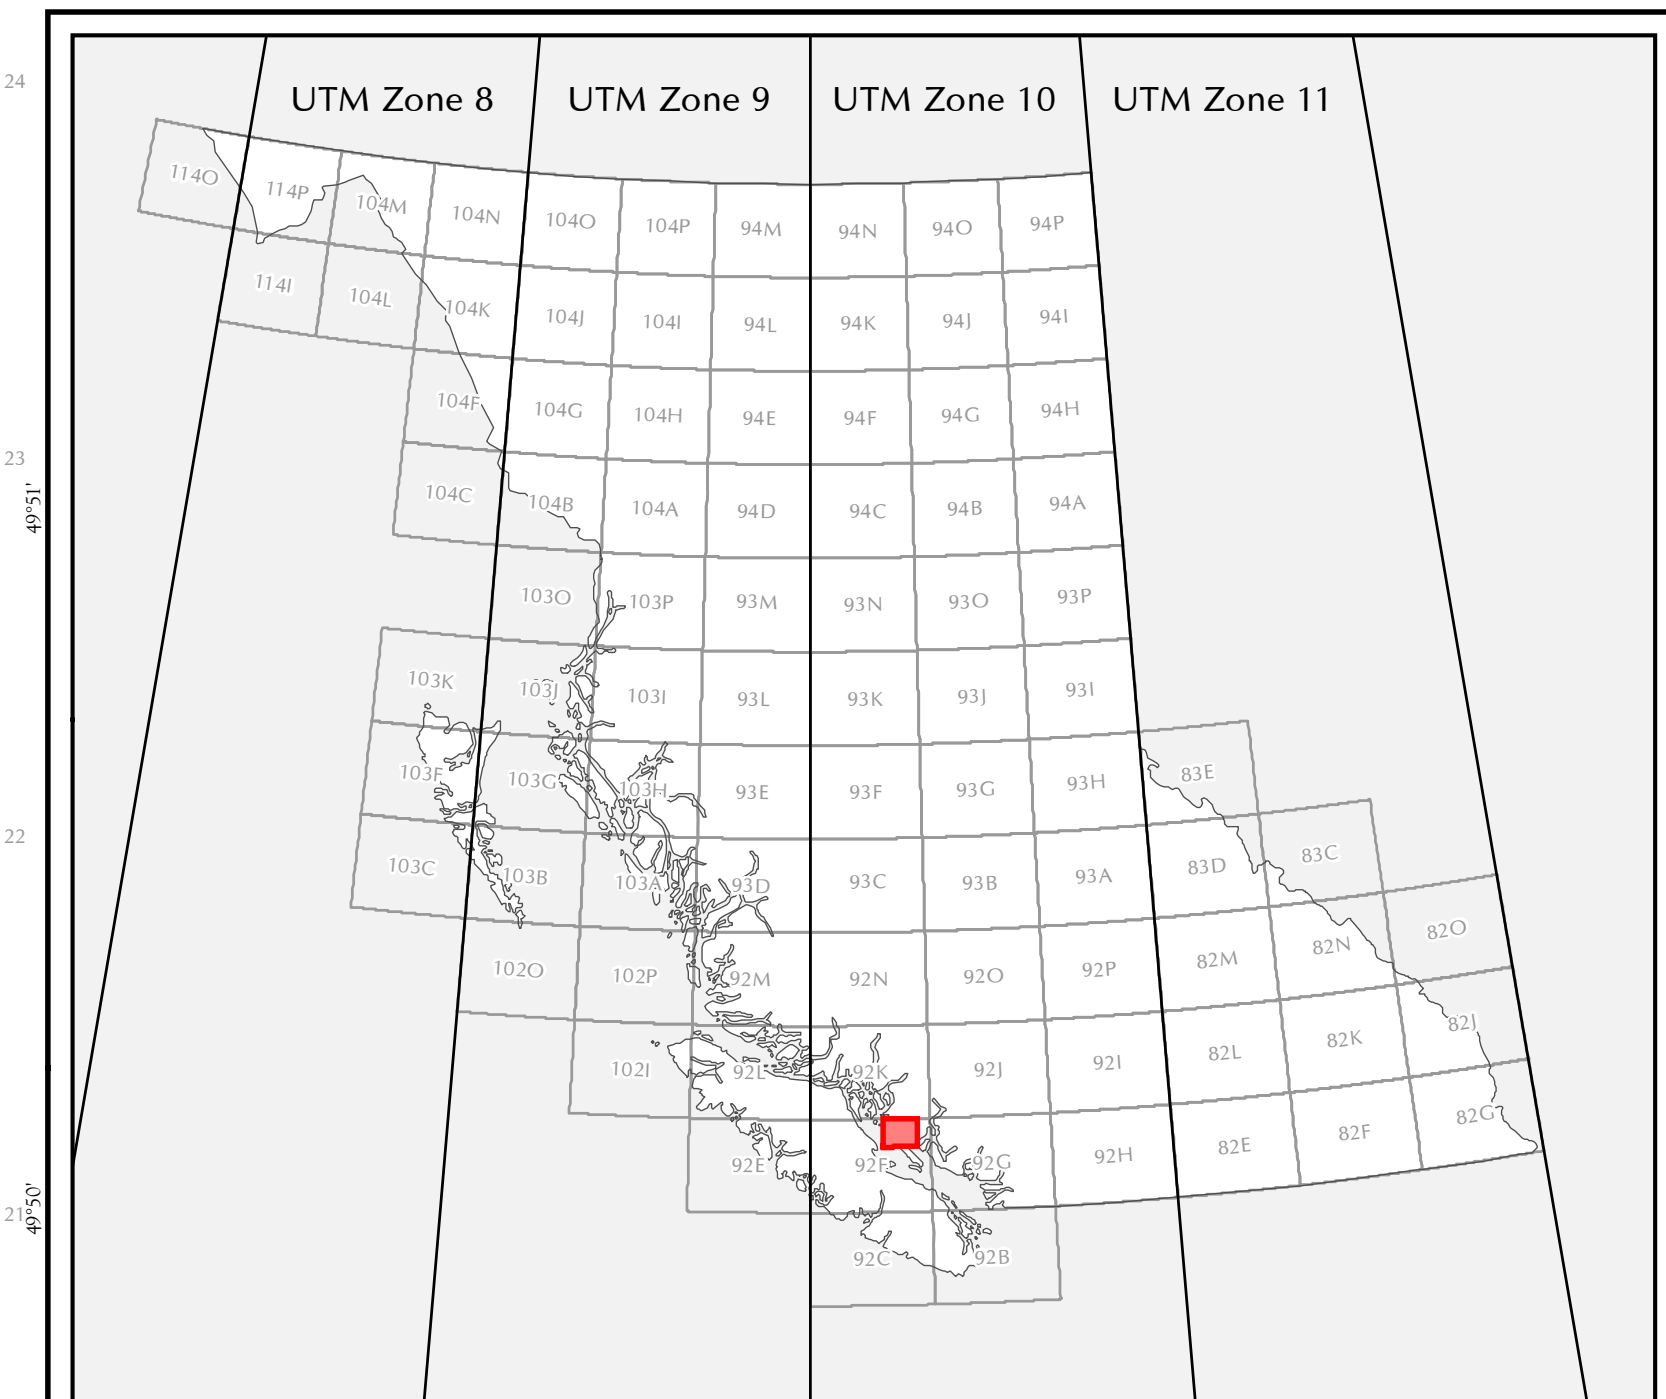 24
UTM Zone 8 UTM Zone 9 UTM Zone 10 UTM Zone 11
114O 114P 104M 104N 104O 104P 94M 94N 94O 94P
114I 104L 104K 104J 104I 94L 94K 94J 94I
104F 104G 104H 94E 94F 94G 94H
23
49°51'
104C 104B 104A 94D 94C 94B 94A
103O 103P 93M 93N 93O 93P
103K 103J 103I 93L 93K 93J 93I
103F 103G 103H 93E 93F 93G 93H 83E
22
103C 103B 103A 93D 93C 93B 93A 83D 83C
102O 102P 92M 92N 92O 92P 82M 82N 82O
102I 92L 92K 92J 92I 82L 82K 82J
92E 92F 92G 92H 82E 82F 82G
21
49°50'
92C 92B